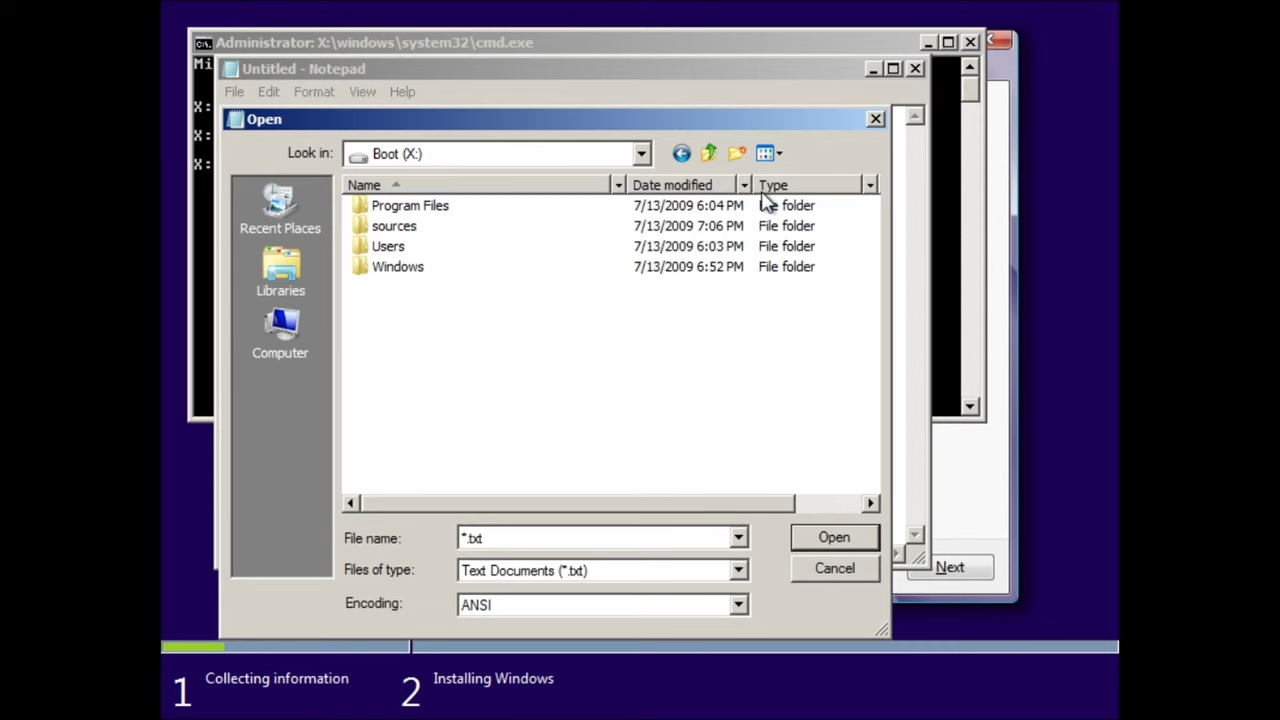 Administrator: X:\windows\system32\cmd.exe
Mi
Untitled - Notepad
File Edit Format View Help
X:
X:
X:
Open
Look in: Boot (X:)
Name Date modified Type
Program Files 7/13/2009 6:04 PM File folder
sources 7/13/2009 7:06 PM File folder
Users 7/13/2009 6:03 PM File folder
Windows 7/13/2009 6:52 PM File folder
Recent Places
Libraries
Computer
File name: *.txt Open
Files of type: Text Documents (*.txt) Cancel
Encoding: ANSI
Next
1 Collecting information 2 Installing Windows